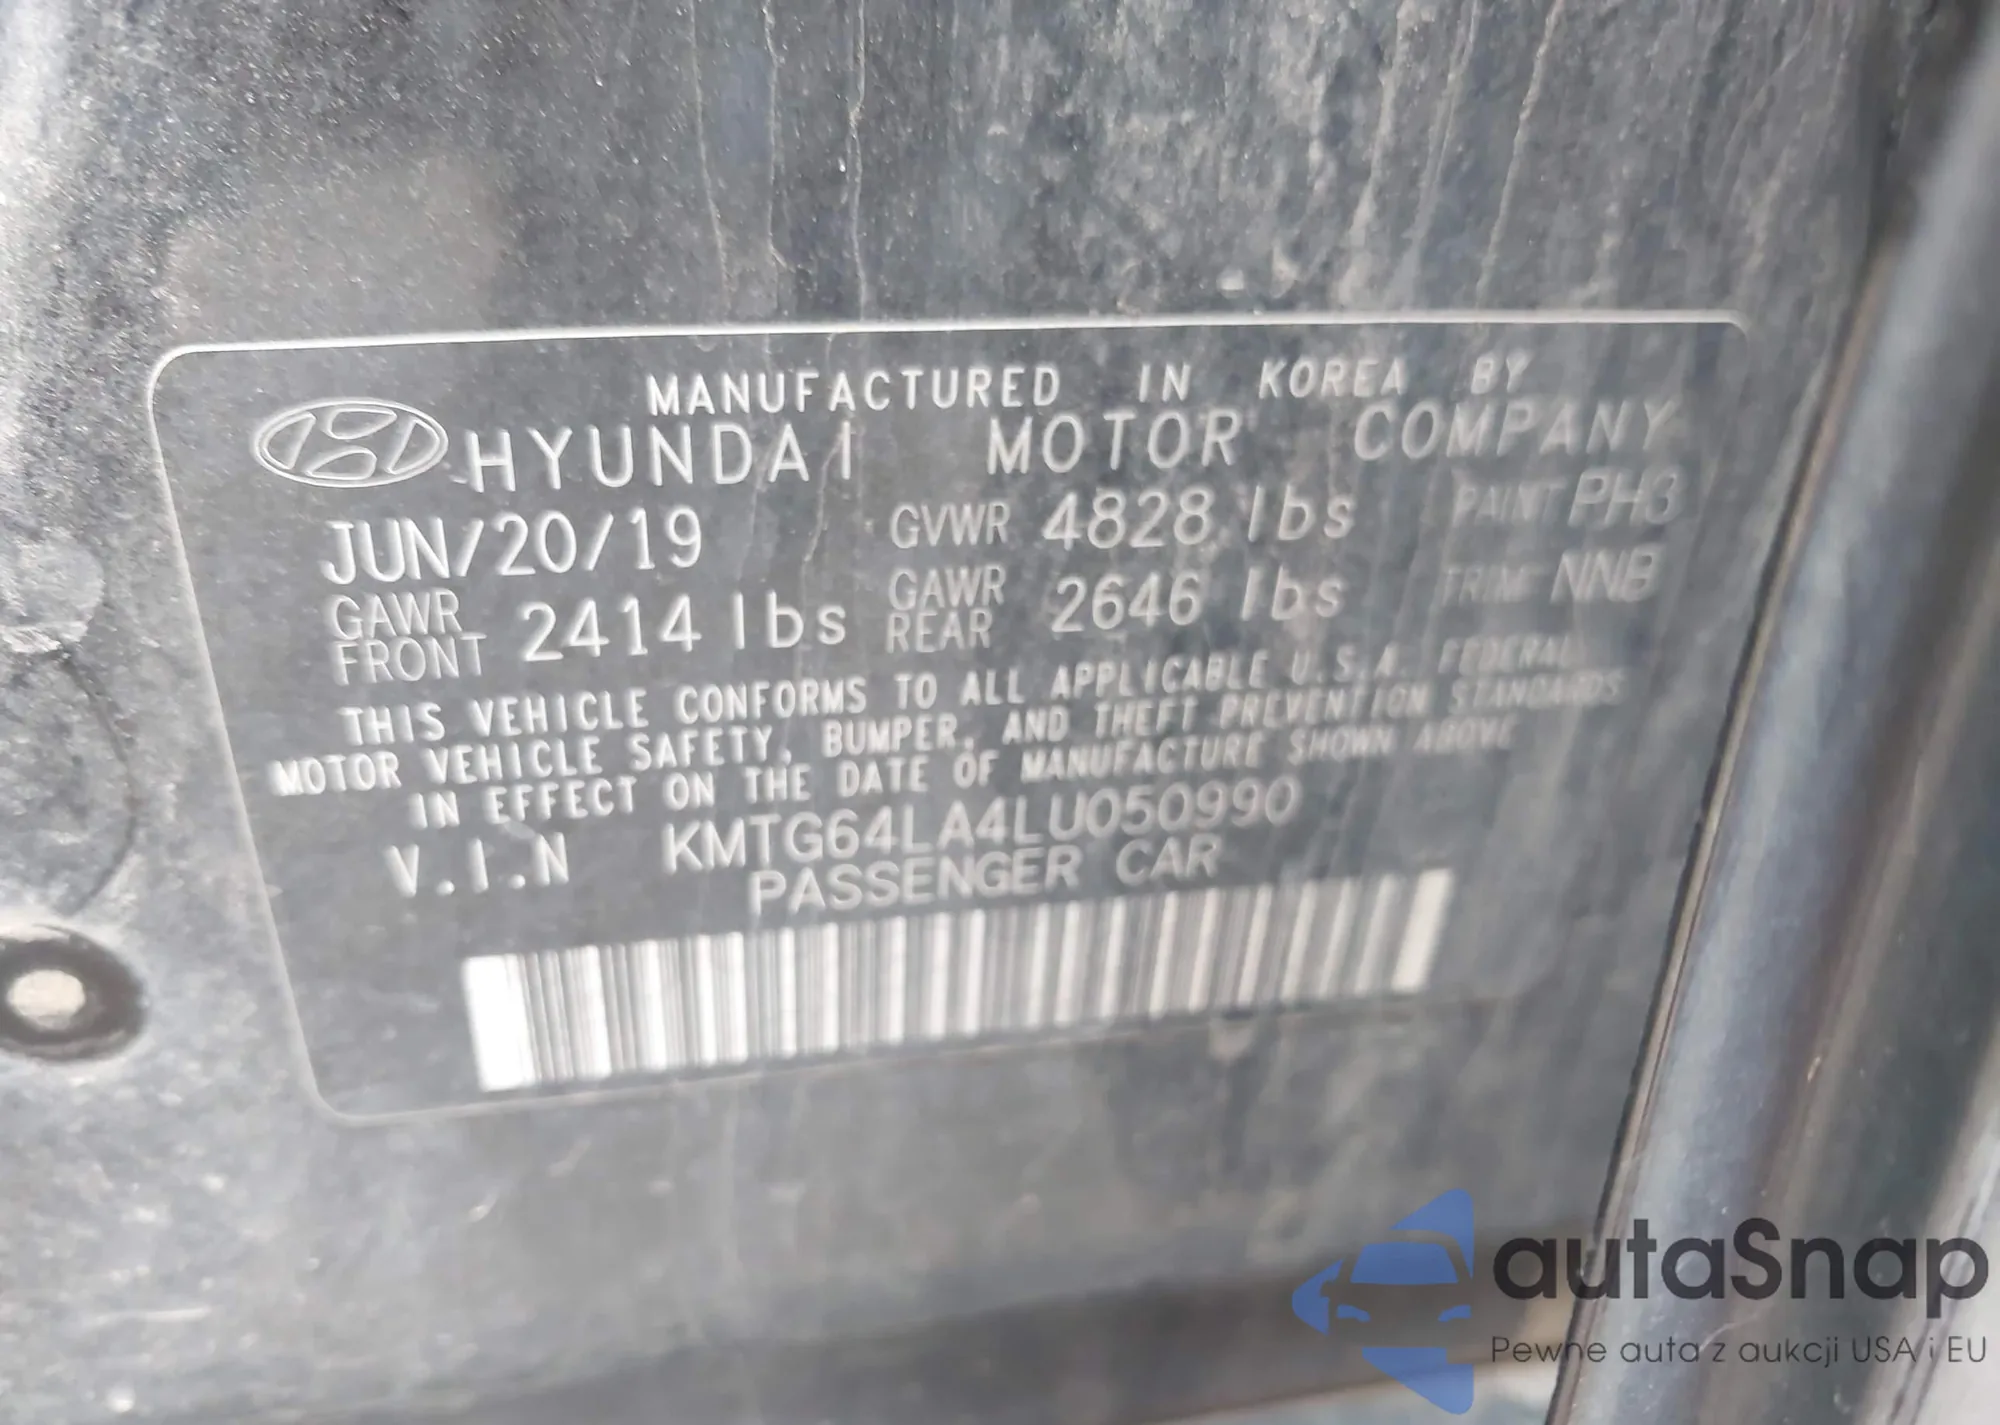 MANUFACTURED IN KOREA BY
HYUNDAI MOTOR COMPANY
JUN/20/19 GVWR 4828 lbs PAINT PH3
GAWR FRONT 2414 lbs GAWR REAR 2646 lbs TRIM NNB
THIS VEHICLE CONFORMS TO ALL APPLICABLE U.S.A. FEDERAL
MOTOR VEHICLE SAFETY, BUMPER, AND THEFT PREVENTION STANDARDS
IN EFFECT ON THE DATE OF MANUFACTURE SHOWN ABOVE
V.I.N KMTG64LA4LU050990
PASSENGER CAR
autaSnap
Pewne auta z aukcji USA i EU